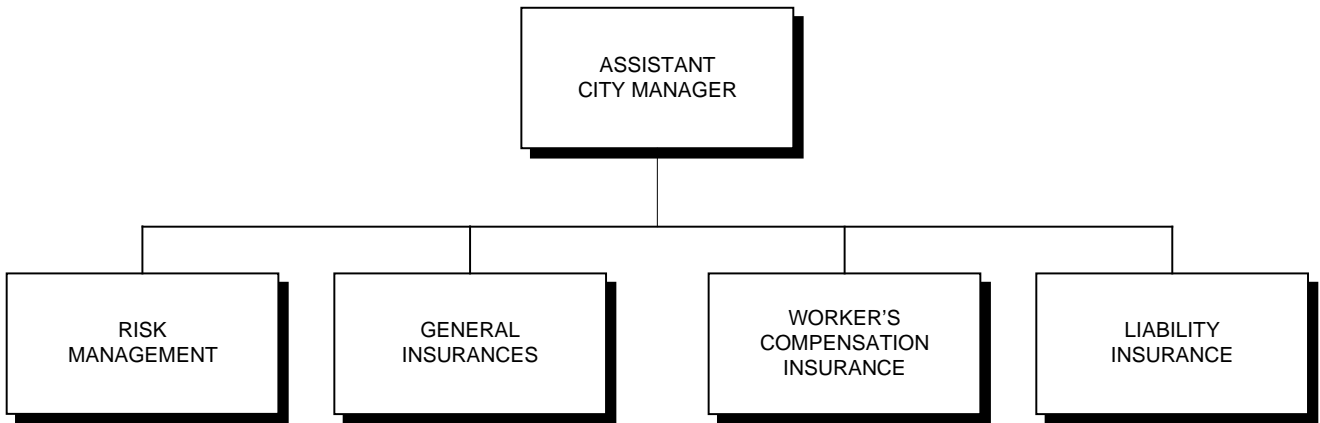 ASSISTANT
CITY MANAGER
RISK
MANAGEMENT
GENERAL
INSURANCES
WORKER’S
COMPENSATION
INSURANCE
LIABILITY
INSURANCE